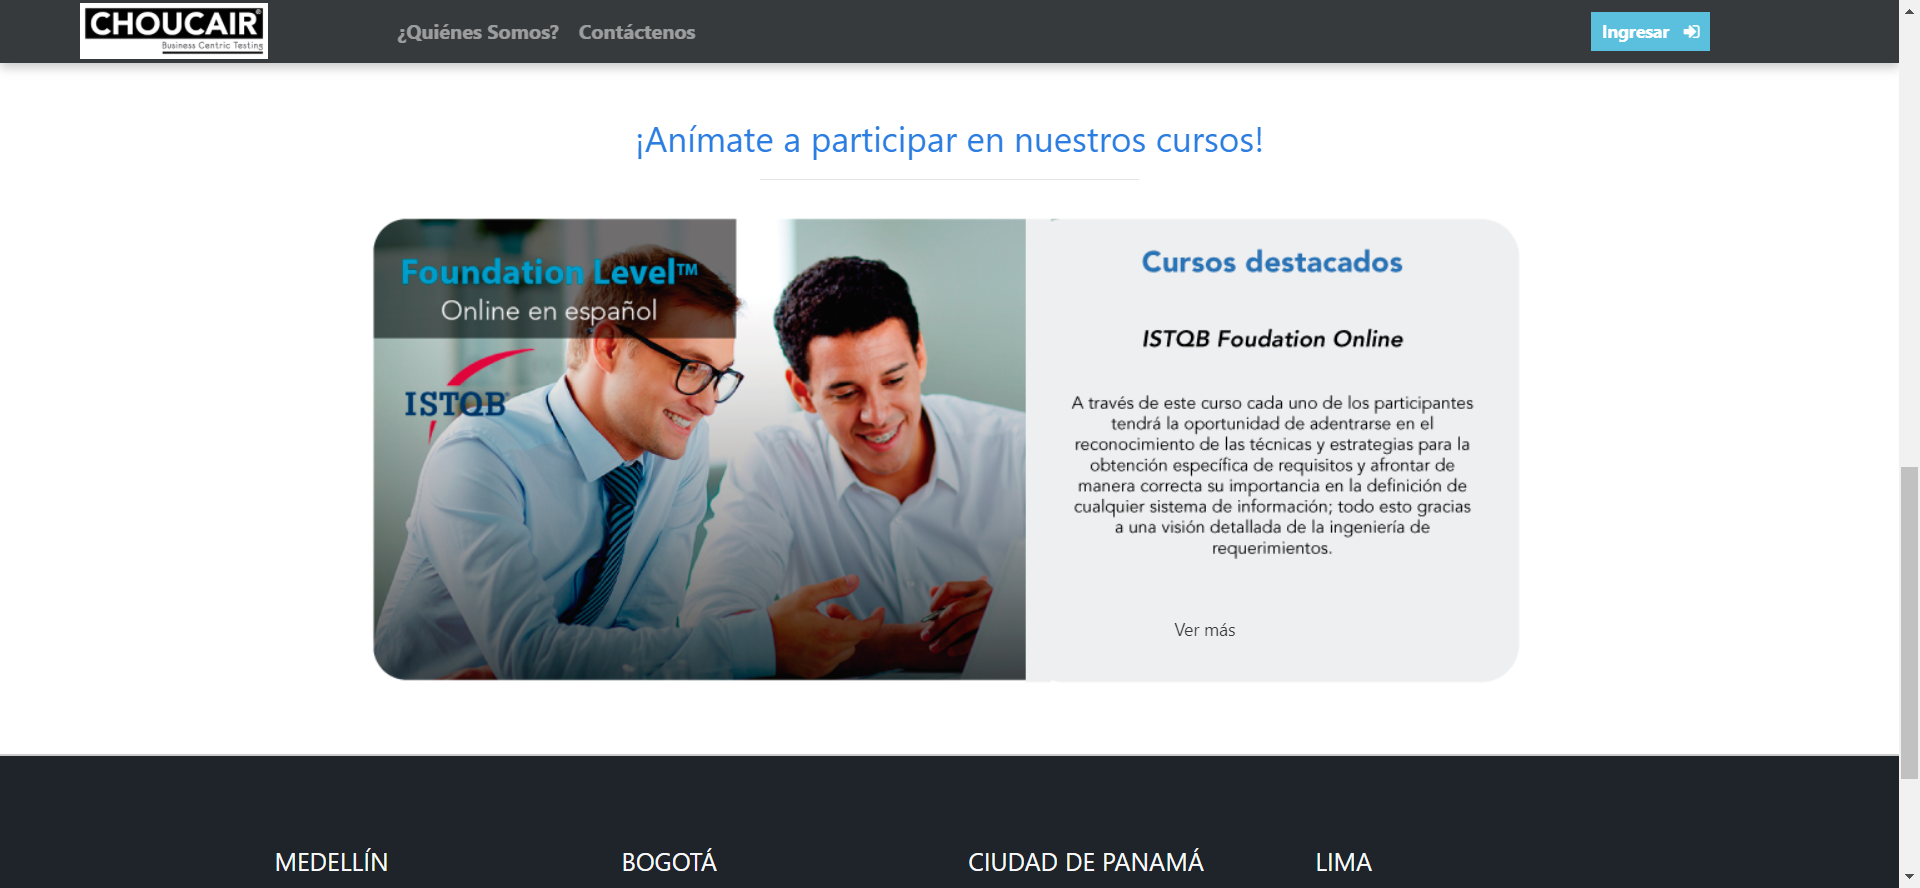 CHOUCAIR®
Business Centric Testing
¿Quiénes Somos?
Contáctenos
Ingresar
¡Anímate a participar en nuestros cursos!
Foundation Level™
Online en español
ISTQB
Cursos destacados
ISTQB Foudation Online
A través de este curso cada uno de los participantes
tendrá la oportunidad de adentrarse en el
reconocimiento de las técnicas y estrategias para la
obtención específica de requisitos y afrontar de
manera correcta su importancia en la definición de
cualquier sistema de información; todo esto gracias
a una visión detallada de la ingeniería de
requerimientos.
Ver más
MEDELLÍN
BOGOTÁ
CIUDAD DE PANAMÁ
LIMA